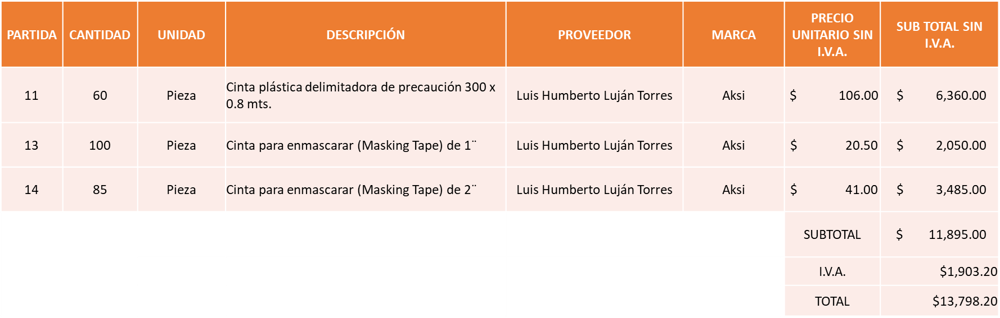 PARTIDA CANTIDAD UNIDAD DESCRIPCIÓN PROVEEDOR MARCA PRECIO UNITARIO SIN I.V.A. SUB TOTAL SIN I.V.A.
11 60 Pieza Cinta plástica delimitadora de precaución 300 x 0.8 mts. Luis Humberto Luján Torres Aksi $ 106.00 $ 6,360.00
13 100 Pieza Cinta para enmascarar (Masking Tape) de 1¨ Luis Humberto Luján Torres Aksi $ 20.50 $ 2,050.00
14 85 Pieza Cinta para enmascarar (Masking Tape) de 2¨ Luis Humberto Luján Torres Aksi $ 41.00 $ 3,485.00
SUBTOTAL $ 11,895.00
I.V.A. $1,903.20
TOTAL $13,798.20